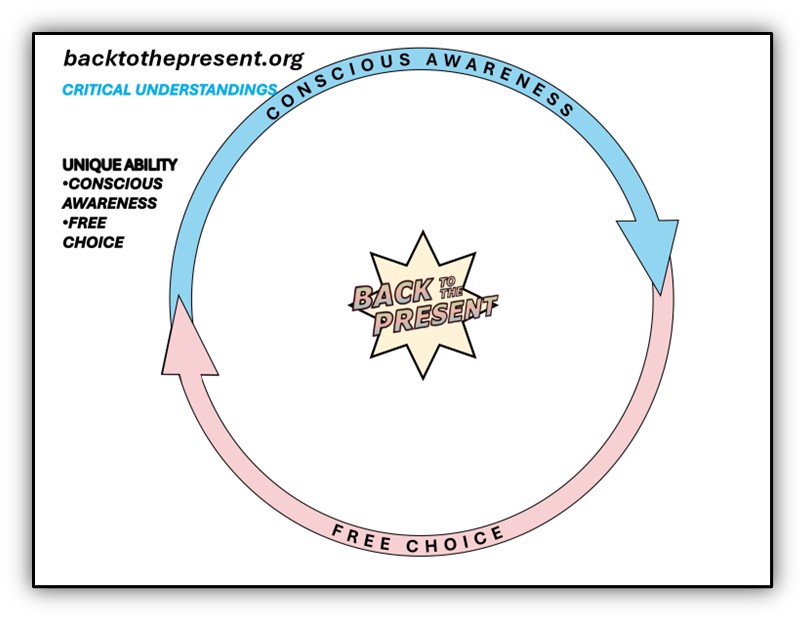 backtothepresent.org
CRITICAL UNDERSTANDINGS
CONSCIOUS AWARENESS
UNIQUE ABILITY
•CONSCIOUS
AWARENESS
•FREE
CHOICE
BACK TO THE
PRESENT
FREE CHOICE